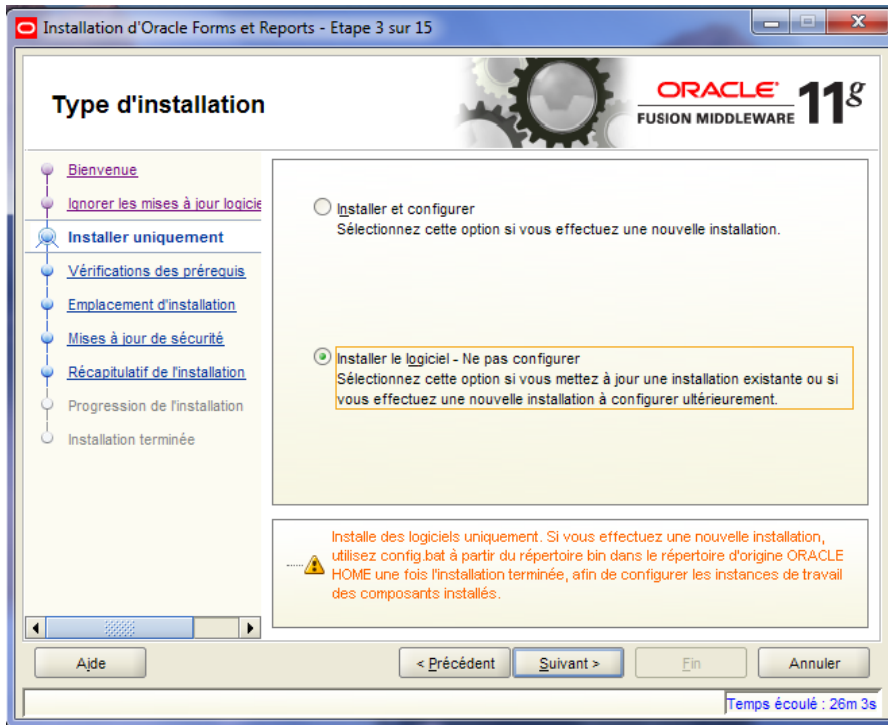 Installation d'Oracle Forms et Reports - Etape 3 sur 15
Type d'installation
ORACLE
FUSION MIDDLEWARE 11g
Bienvenue
Ignorer les mises à jour logicie
Installer uniquement
Vérifications des prérequis
Emplacement d'installation
Mises à jour de sécurité
Récapitulatif de l'installation
Progression de l'installation
Installation terminée
Installer et configurer
Sélectionnez cette option si vous effectuez une nouvelle installation.
Installer le logiciel - Ne pas configurer
Sélectionnez cette option si vous mettez à jour une installation existante ou si
vous effectuez une nouvelle installation à configurer ultérieurement.
Installe des logiciels uniquement. Si vous effectuez une nouvelle installation,
utilisez config.bat à partir du répertoire bin dans le répertoire d'origine ORACLE
HOME une fois l'installation terminée, afin de configurer les instances de travail
des composants installés.
Aide
< Précédent
Suivant >
Fin
Annuler
Temps écoulé : 26m 3s